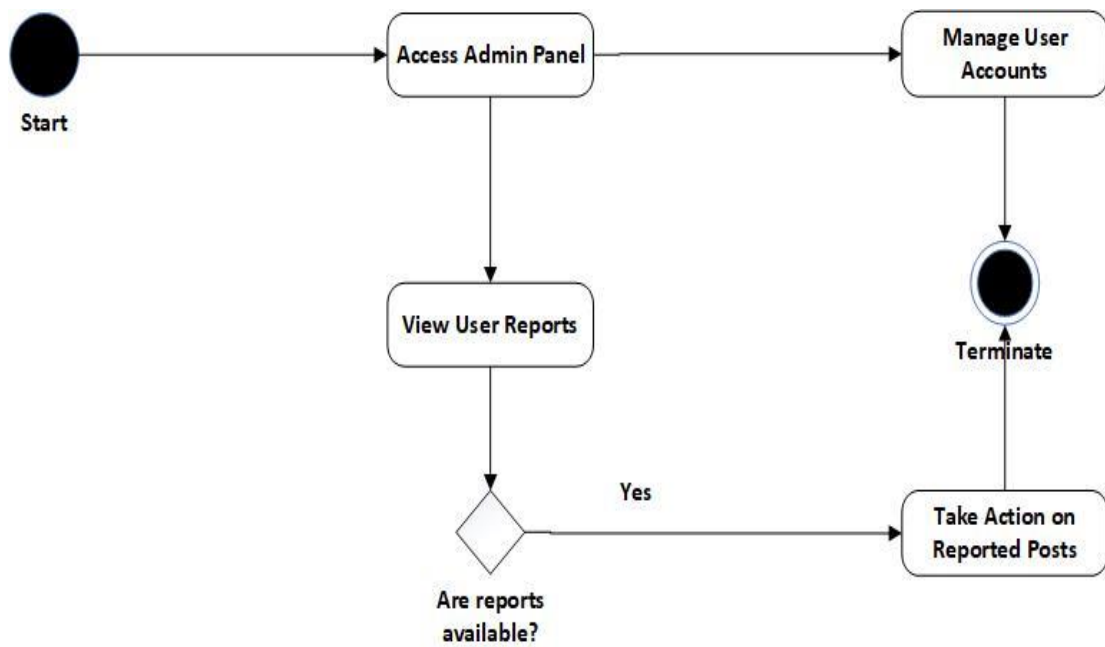 Access Admin Panel
Manage User
Accounts
Start
View User Reports
Terminate
Yes
Take Action on
Reported Posts
Are reports
available?